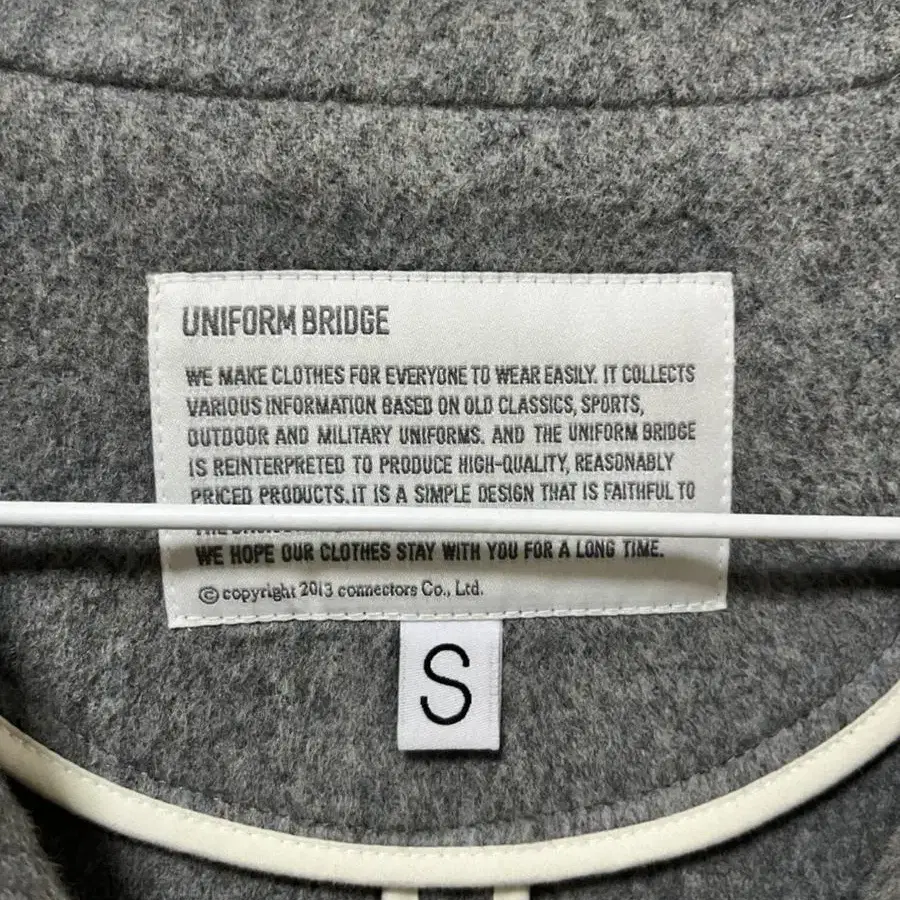 UNIFORM BRIDGE
WE MAKE CLOTHES FOR EVERYONE TO WEAR EASILY. IT COLLECTS
VARIOUS INFORMATION BASED ON OLD CLASSICS, SPORTS,
OUTDOOR AND MILITARY UNIFORMS. AND THE UNIFORM BRIDGE
IS REINTERPRETED TO PRODUCE HIGH-QUALITY, REASONABLY
PRICED PRODUCTS. IT IS A SIMPLE DESIGN THAT IS FAITHFUL TO
THE
WE HOPE OUR CLOTHES STAY WITH YOU FOR A LONG TIME.
© copyright 2013 connectors Co., Ltd.
S